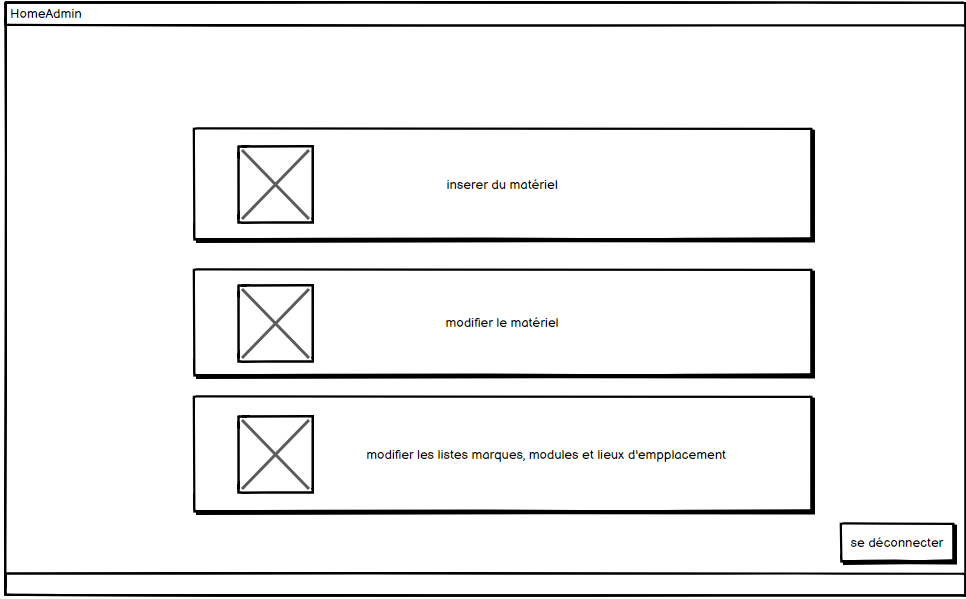 HomeAdmin
inserer du matériel
modifier le matériel
modifier les listes marques, modules et lieux d'empplacement
se déconnecter